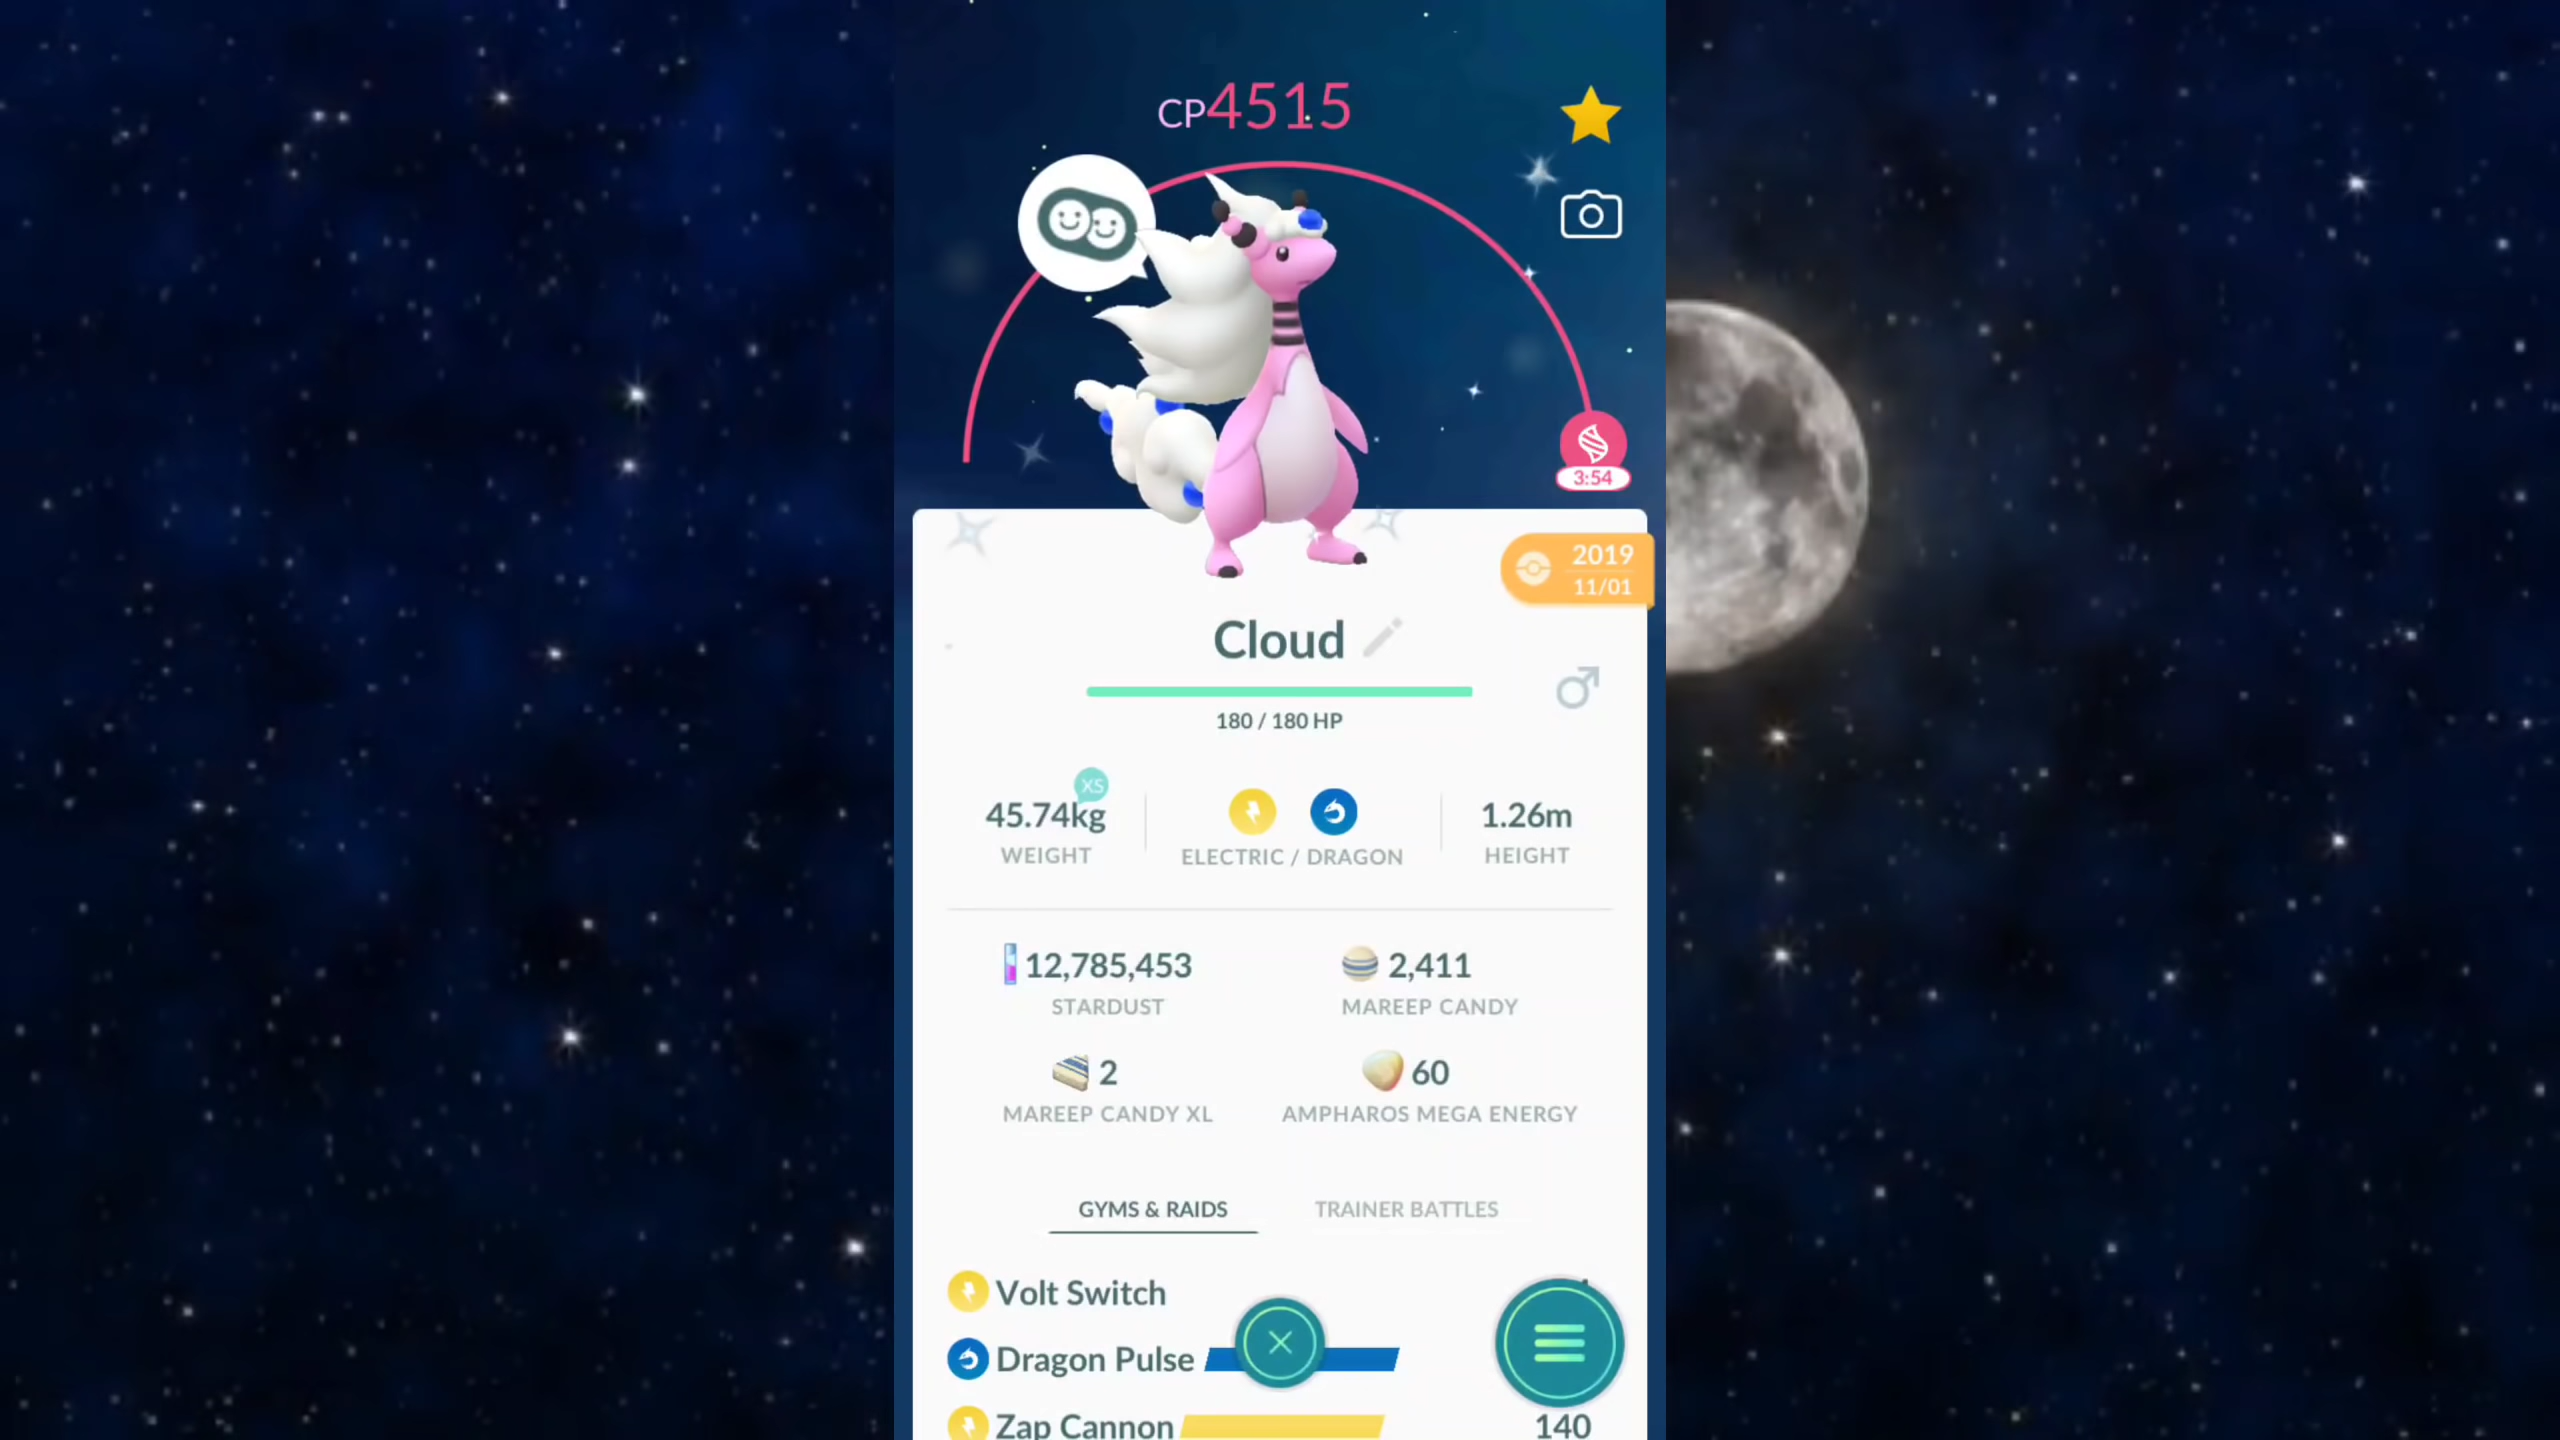 CP4515
3:54
2019
11/01
Cloud
180 / 180 HP
XS
45.74kg
WEIGHT
ELECTRIC / DRAGON
1.26m
HEIGHT
12,785,453
STARDUST
2,411
MAREEP CANDY
2
MAREEP CANDY XL
60
AMPHAROS MEGA ENERGY
GYMS & RAIDS
TRAINER BATTLES
Volt Switch
Dragon Pulse
Zap Cannon
140